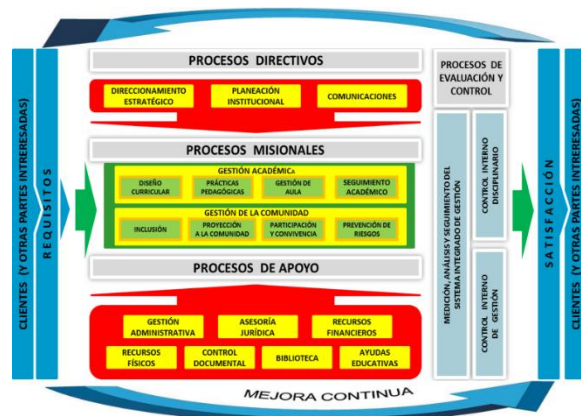 CLIENTES (Y OTRAS PARTES INTRERESADAS)
REQUISITOS
PROCESOS DIRECTIVOS
DIRECCIONAMIENTO
ESTRATÉGICO
PLANEACIÓN
INSTITUCIONAL
COMUNICACIONES
PROCESOS MISIONALES
GESTIÓN ACADÉMICA
DISEÑO
CURRICULAR
PRÁCTICAS
PEDAGÓGICAS
GESTIÓN DE
AULA
SEGUIMIENTO
ACADÉMICO
GESTIÓN DE LA COMUNIDAD
INCLUSIÓN
PROYECCIÓN
A LA COMUNIDAD
PARTICIPACIÓN
Y CONVIVENCIA
PREVENCIÓN DE
RIESGOS
PROCESOS DE APOYO
GESTIÓN
ADMINISTRATIVA
ASESORÍA
JURÍDICA
RECURSOS
FINANCIEROS
RECURSOS
FÍSICOS
CONTROL
DOCUMENTAL
BIBLIOTECA
AYUDAS
EDUCATIVAS
PROCESOS DE
EVALUACIÓN Y
CONTROL
MEDICIÓN, ANÁLISIS Y SEGUIMIENTO DEL
SISTEMA INTEGRADO DE GESTIÓN
CONTROL INTERNO
DISCIPLINARIO
CONTROL INTERNO
DE GESTIÓN
SATISFACCIÓN
CLIENTES (Y OTRAS PARTES INTRERESADAS)
MEJORA CONTINUA